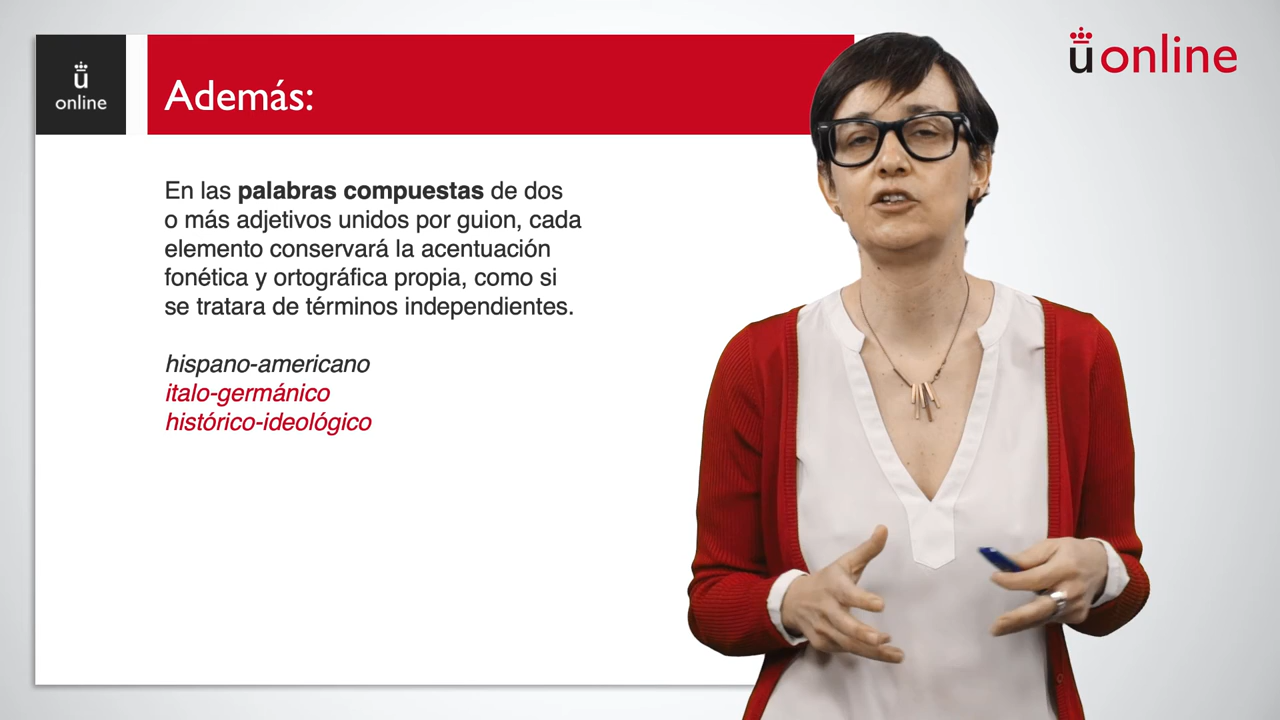 ü
online
Además:
üonline
En las palabras compuestas de dos
o más adjetivos unidos por guion, cada
elemento conservará la acentuación
fonética y ortográfica propia, como si
se tratara de términos independientes.
hispano-americano
italo-germánico
histórico-ideológico